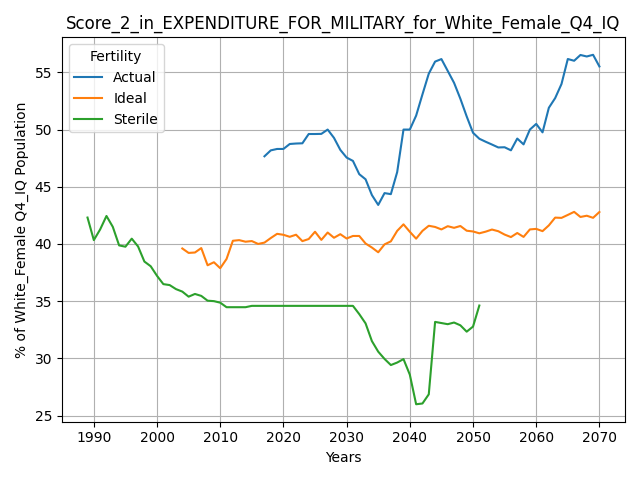 Score_2_in_EXPENDITURE_FOR_MILITARY_for_White_Female_Q4_IQ
Fertility
Actual
Ideal
Sterile
% of White_Female Q4_IQ Population
55
50
45
40
35
30
25
1990 2000 2010 2020 2030 2040 2050 2060 2070
Years